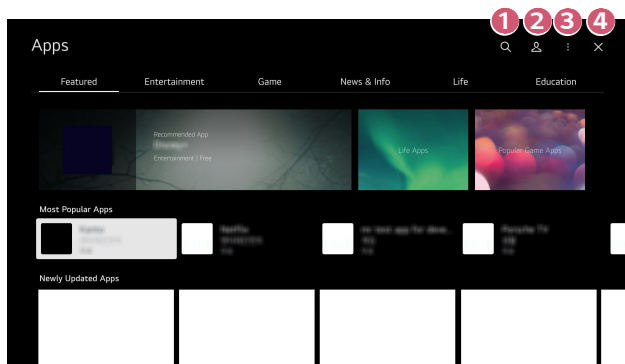 1 2 3 4
Apps
Featured Entertainment Game News & Info Life Education
Recommended App
Entertainment | Free
Life Apps
Popular Game Apps
Most Popular Apps
Netflix
Porsche TV
Newly Updated Apps